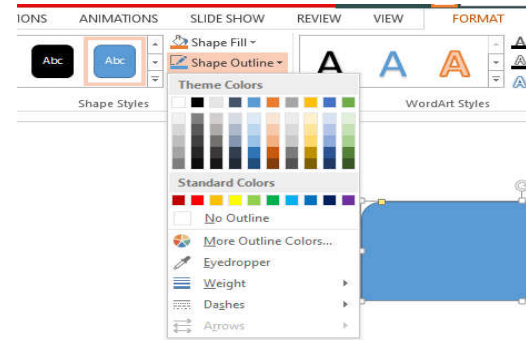 IONS ANIMATIONS SLIDE SHOW REVIEW VIEW FORMAT
Abc Abc Shape Fill A A A A
Shape Outline A
A
Theme Colors
Shape Styles WordArt Styles
Standard Colors
No Outline
More Outline Colors...
Eyedropper
Weight
Dashes
Arrows